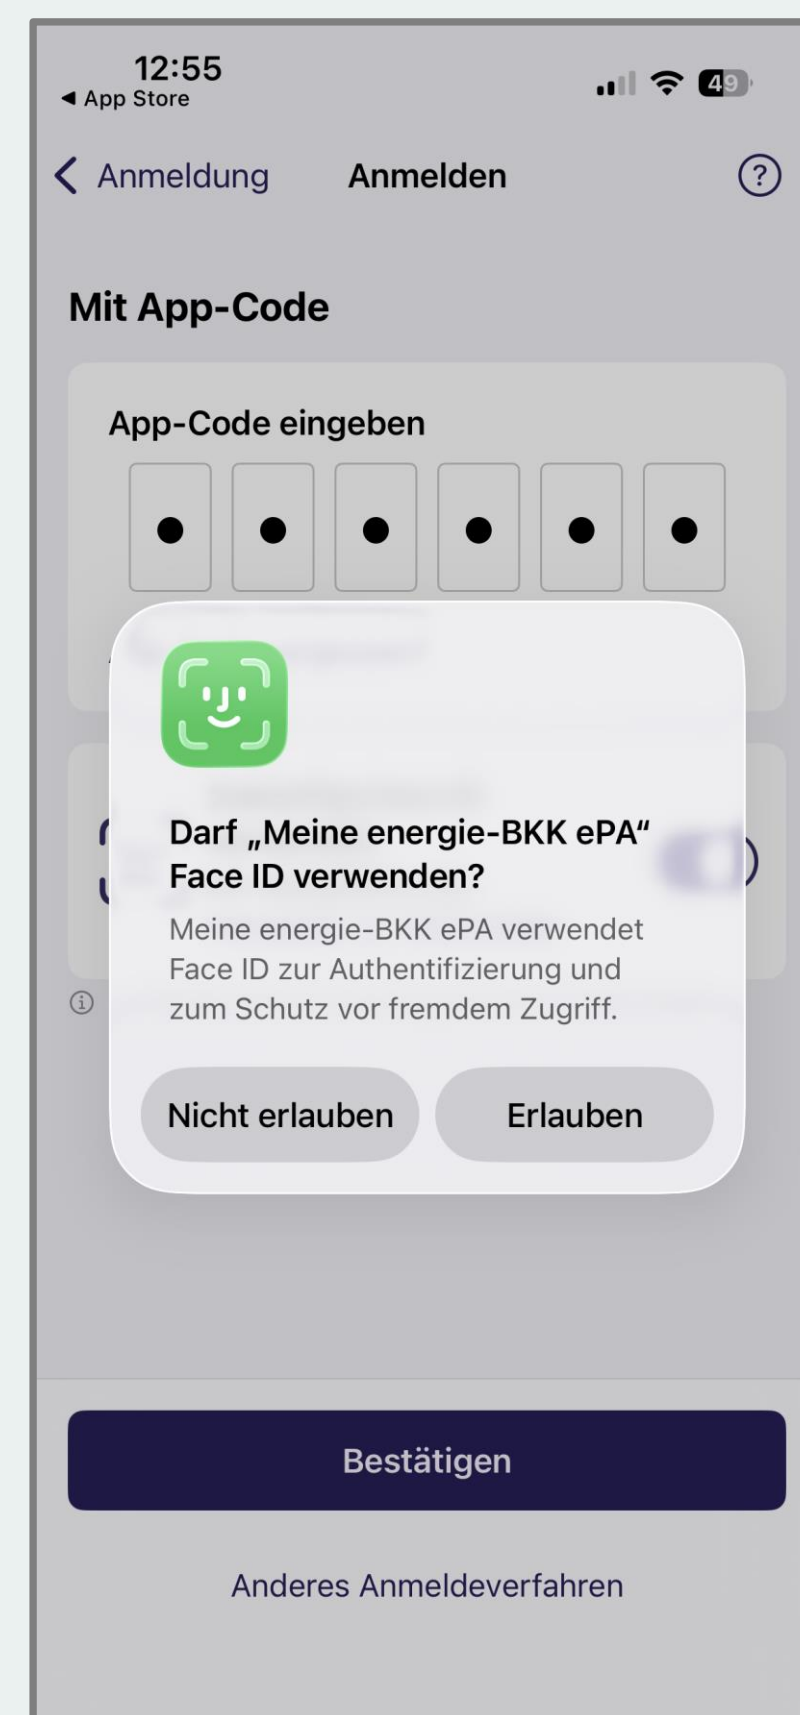 12:55
◀ App Store
49
Anmeldung
Anmelden
?
Mit App-Code
App-Code eingeben
Darf „Meine energie-BKK ePA“
Face ID verwenden?
Meine energie-BKK ePA verwendet
Face ID zur Authentifizierung und
zum Schutz vor fremdem Zugriff.
Nicht erlauben
Erlauben
Bestätigen
Anderes Anmeldeverfahren